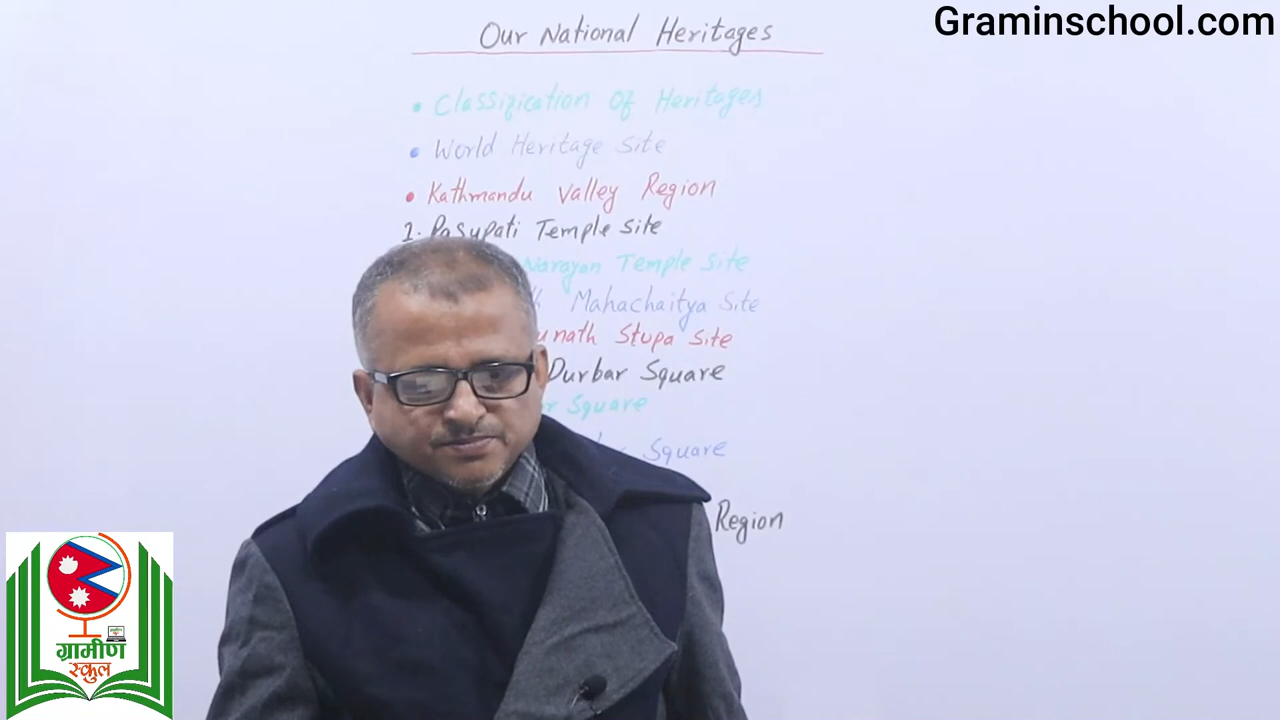 Graminschool.com
Our National Heritages
• Classification of Heritages
• World Heritage Site
• Kathmandu Valley Region
1. Pasupati Temple Site
Narayan Temple Site
Mahachaitya Site
Stupa Site
Durbar Square
Square
Square
Region
ग्रामीण
स्कुल